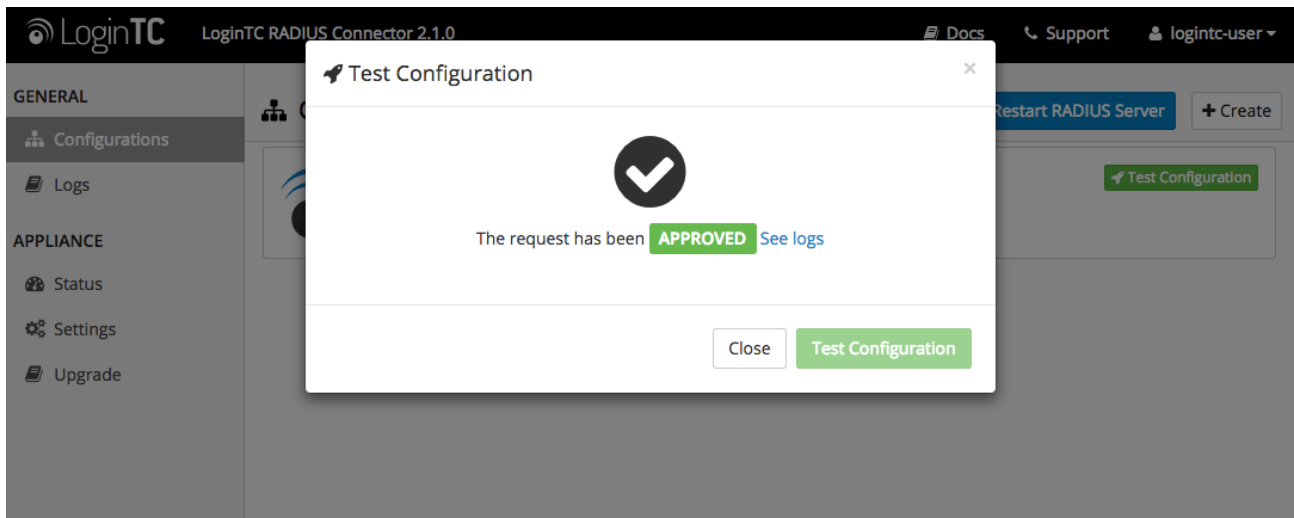 LoginTC LoginTC RADIUS Connector 2.1.0 Docs Support logintc-user
Test Configuration ×
GENERAL
Restart RADIUS Server + Create
Configurations
Logs
Test Configuration
The request has been APPROVED See logs
APPLIANCE
Status
Settings
Close Test Configuration
Upgrade